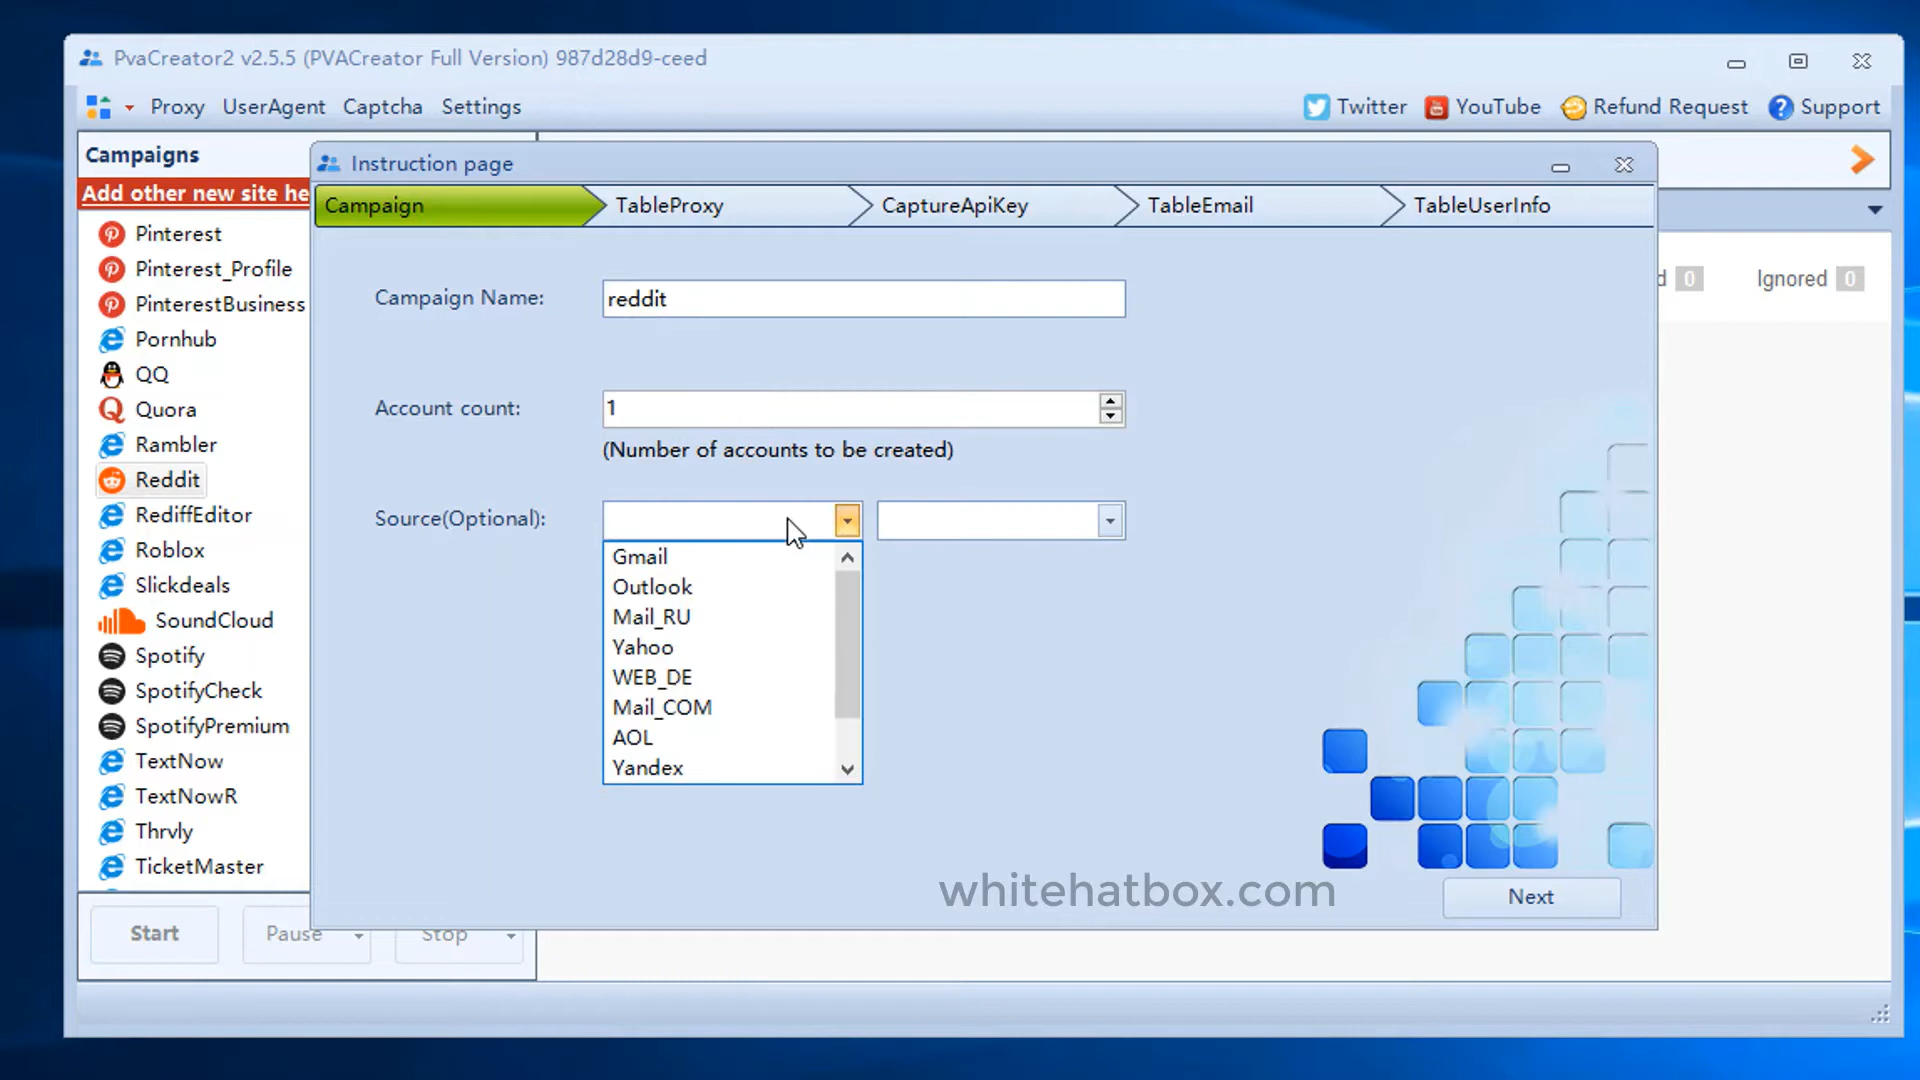 PvaCreator2 v2.5.5 (PVACreator Full Version) 987d28d9-ceed
Proxy UserAgent Captcha Settings Twitter YouTube Refund Request Support
Campaigns
Add other new site he
Pinterest
Pinterest_Profile
PinterestBusiness
Pornhub
QQ
Quora
Rambler
Reddit
RediffEditor
Roblox
Slickdeals
SoundCloud
Spotify
SpotifyCheck
SpotifyPremium
TextNow
TextNowR
Thrvly
TicketMaster
Start Pause Stop
Instruction page
Campaign TableProxy CaptureApiKey TableEmail TableUserInfo
Campaign Name: reddit
Account count: 1
(Number of accounts to be created)
Source(Optional):
Gmail
Outlook
Mail_RU
Yahoo
WEB_DE
Mail_COM
AOL
Yandex
whitehatbox.com
Next
d 0 Ignored 0